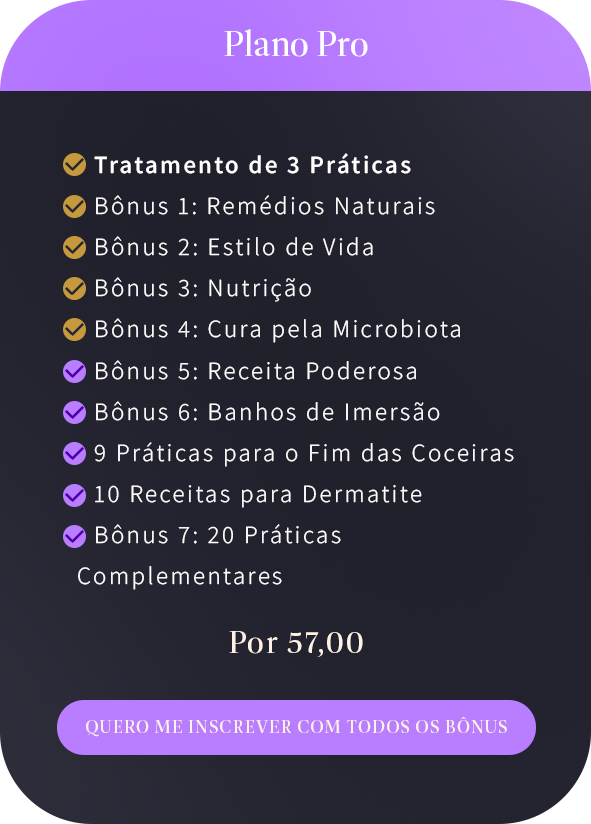 Plano Pro
Tratamento de 3 Práticas
Bônus 1: Remédios Naturais
Bônus 2: Estilo de Vida
Bônus 3: Nutrição
Bônus 4: Cura pela Microbiota
Bônus 5: Receita Poderosa
Bônus 6: Banhos de Imersão
9 Práticas para o Fim das Coceiras
10 Receitas para Dermatite
Bônus 7: 20 Práticas
Complementares
Por 57,00
QUERO ME INSCREVER COM TODOS OS BÔNUS